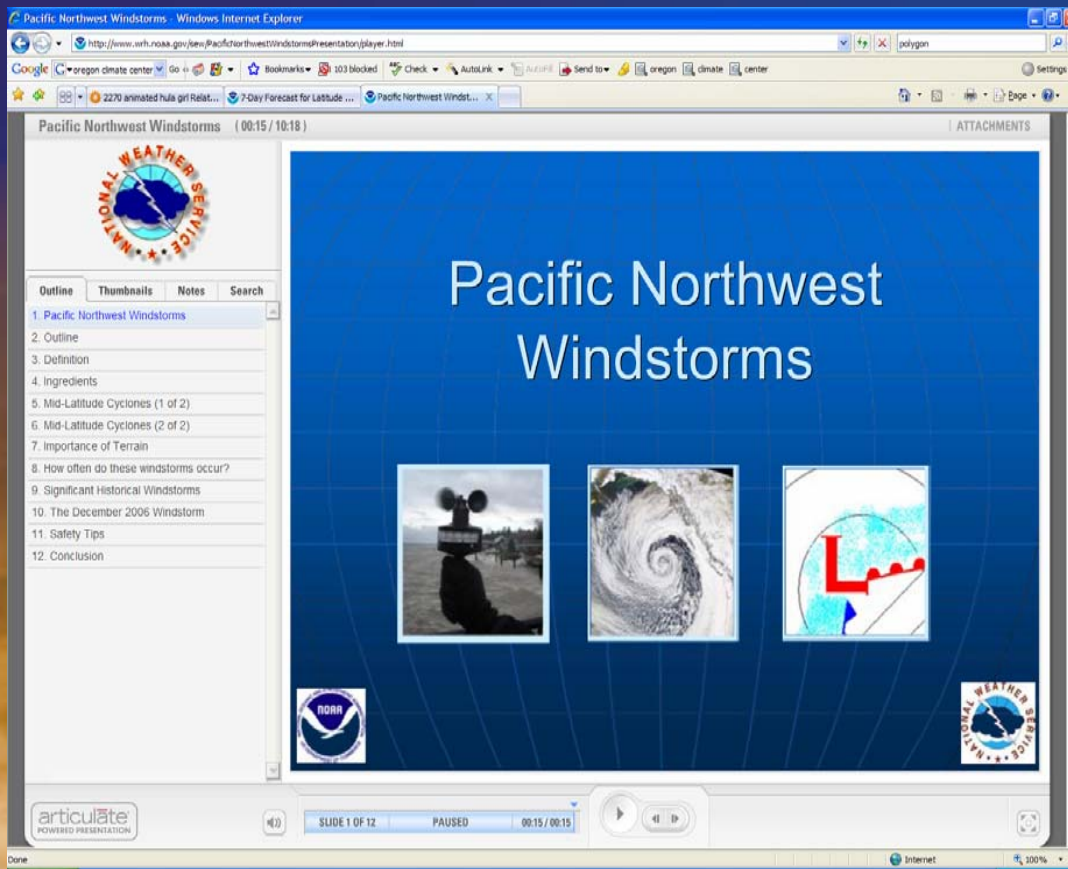 Pacific Northwest Windstorms - Windows Internet Explorer
http://www.wrh.noaa.gov/sew/PacificNorthwestWindstormsPresentation/player.html
polygon
Google
oregon climate center
Go
Bookmarks
103 blocked
Check
AutoLink
AutoFill
Send to
oregon
climate
center
Settings
2270 animated hula girl Relat...
7-Day Forecast for Latitude ...
Pacific Northwest Windst...
X
Page
Pacific Northwest Windstorms (00:15 / 10:18)
ATTACHMENTS
NATIONAL WEATHER SERVICE
Outline
Thumbnails
Notes
Search
1. Pacific Northwest Windstorms
2. Outline
3. Definition
4. Ingredients
5. Mid-Latitude Cyclones (1 of 2)
6. Mid-Latitude Cyclones (2 of 2)
7. Importance of Terrain
8. How often do these windstorms occur?
9. Significant Historical Windstorms
10. The December 2006 Windstorm
11. Safety Tips
12. Conclusion
Pacific Northwest
Windstorms
L
NOAA
NATIONAL WEATHER SERVICE
articulate
POWERED PRESENTATION
SLIDE 1 OF 12
PAUSED
00:15 / 00:15
Done
Internet
100%